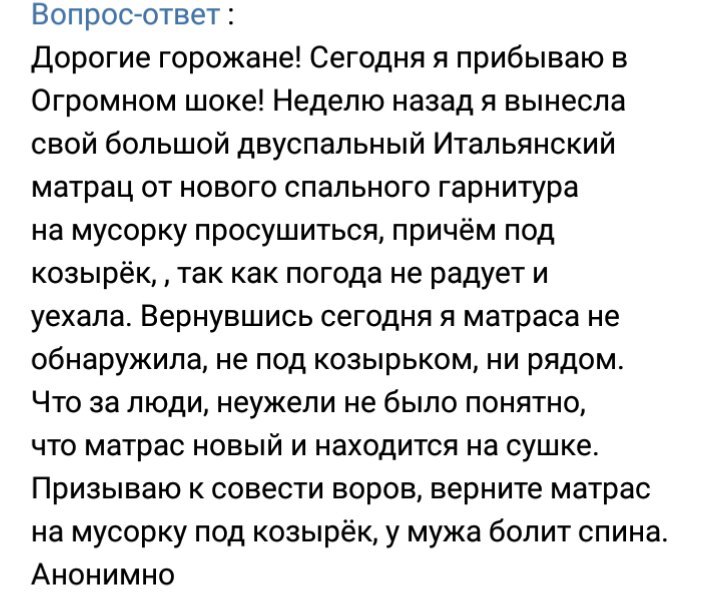 Вопрос-ответ :
Дорогие горожане! Сегодня я прибываю в
Огромном шоке! Неделю назад я вынесла
свой большой двуспальный Итальянский
матрац от нового спального гарнитура
на мусорку просушиться, причём под
козырёк, , так как погода не радует и
уехала. Вернувшись сегодня я матраса не
обнаружила, не под козырьком, ни рядом.
Что за люди, неужели не было понятно,
что матрас новый и находится на сушке.
Призываю к совести воров, верните матрас
на мусорку под козырёк, у мужа болит спина.
Анонимно